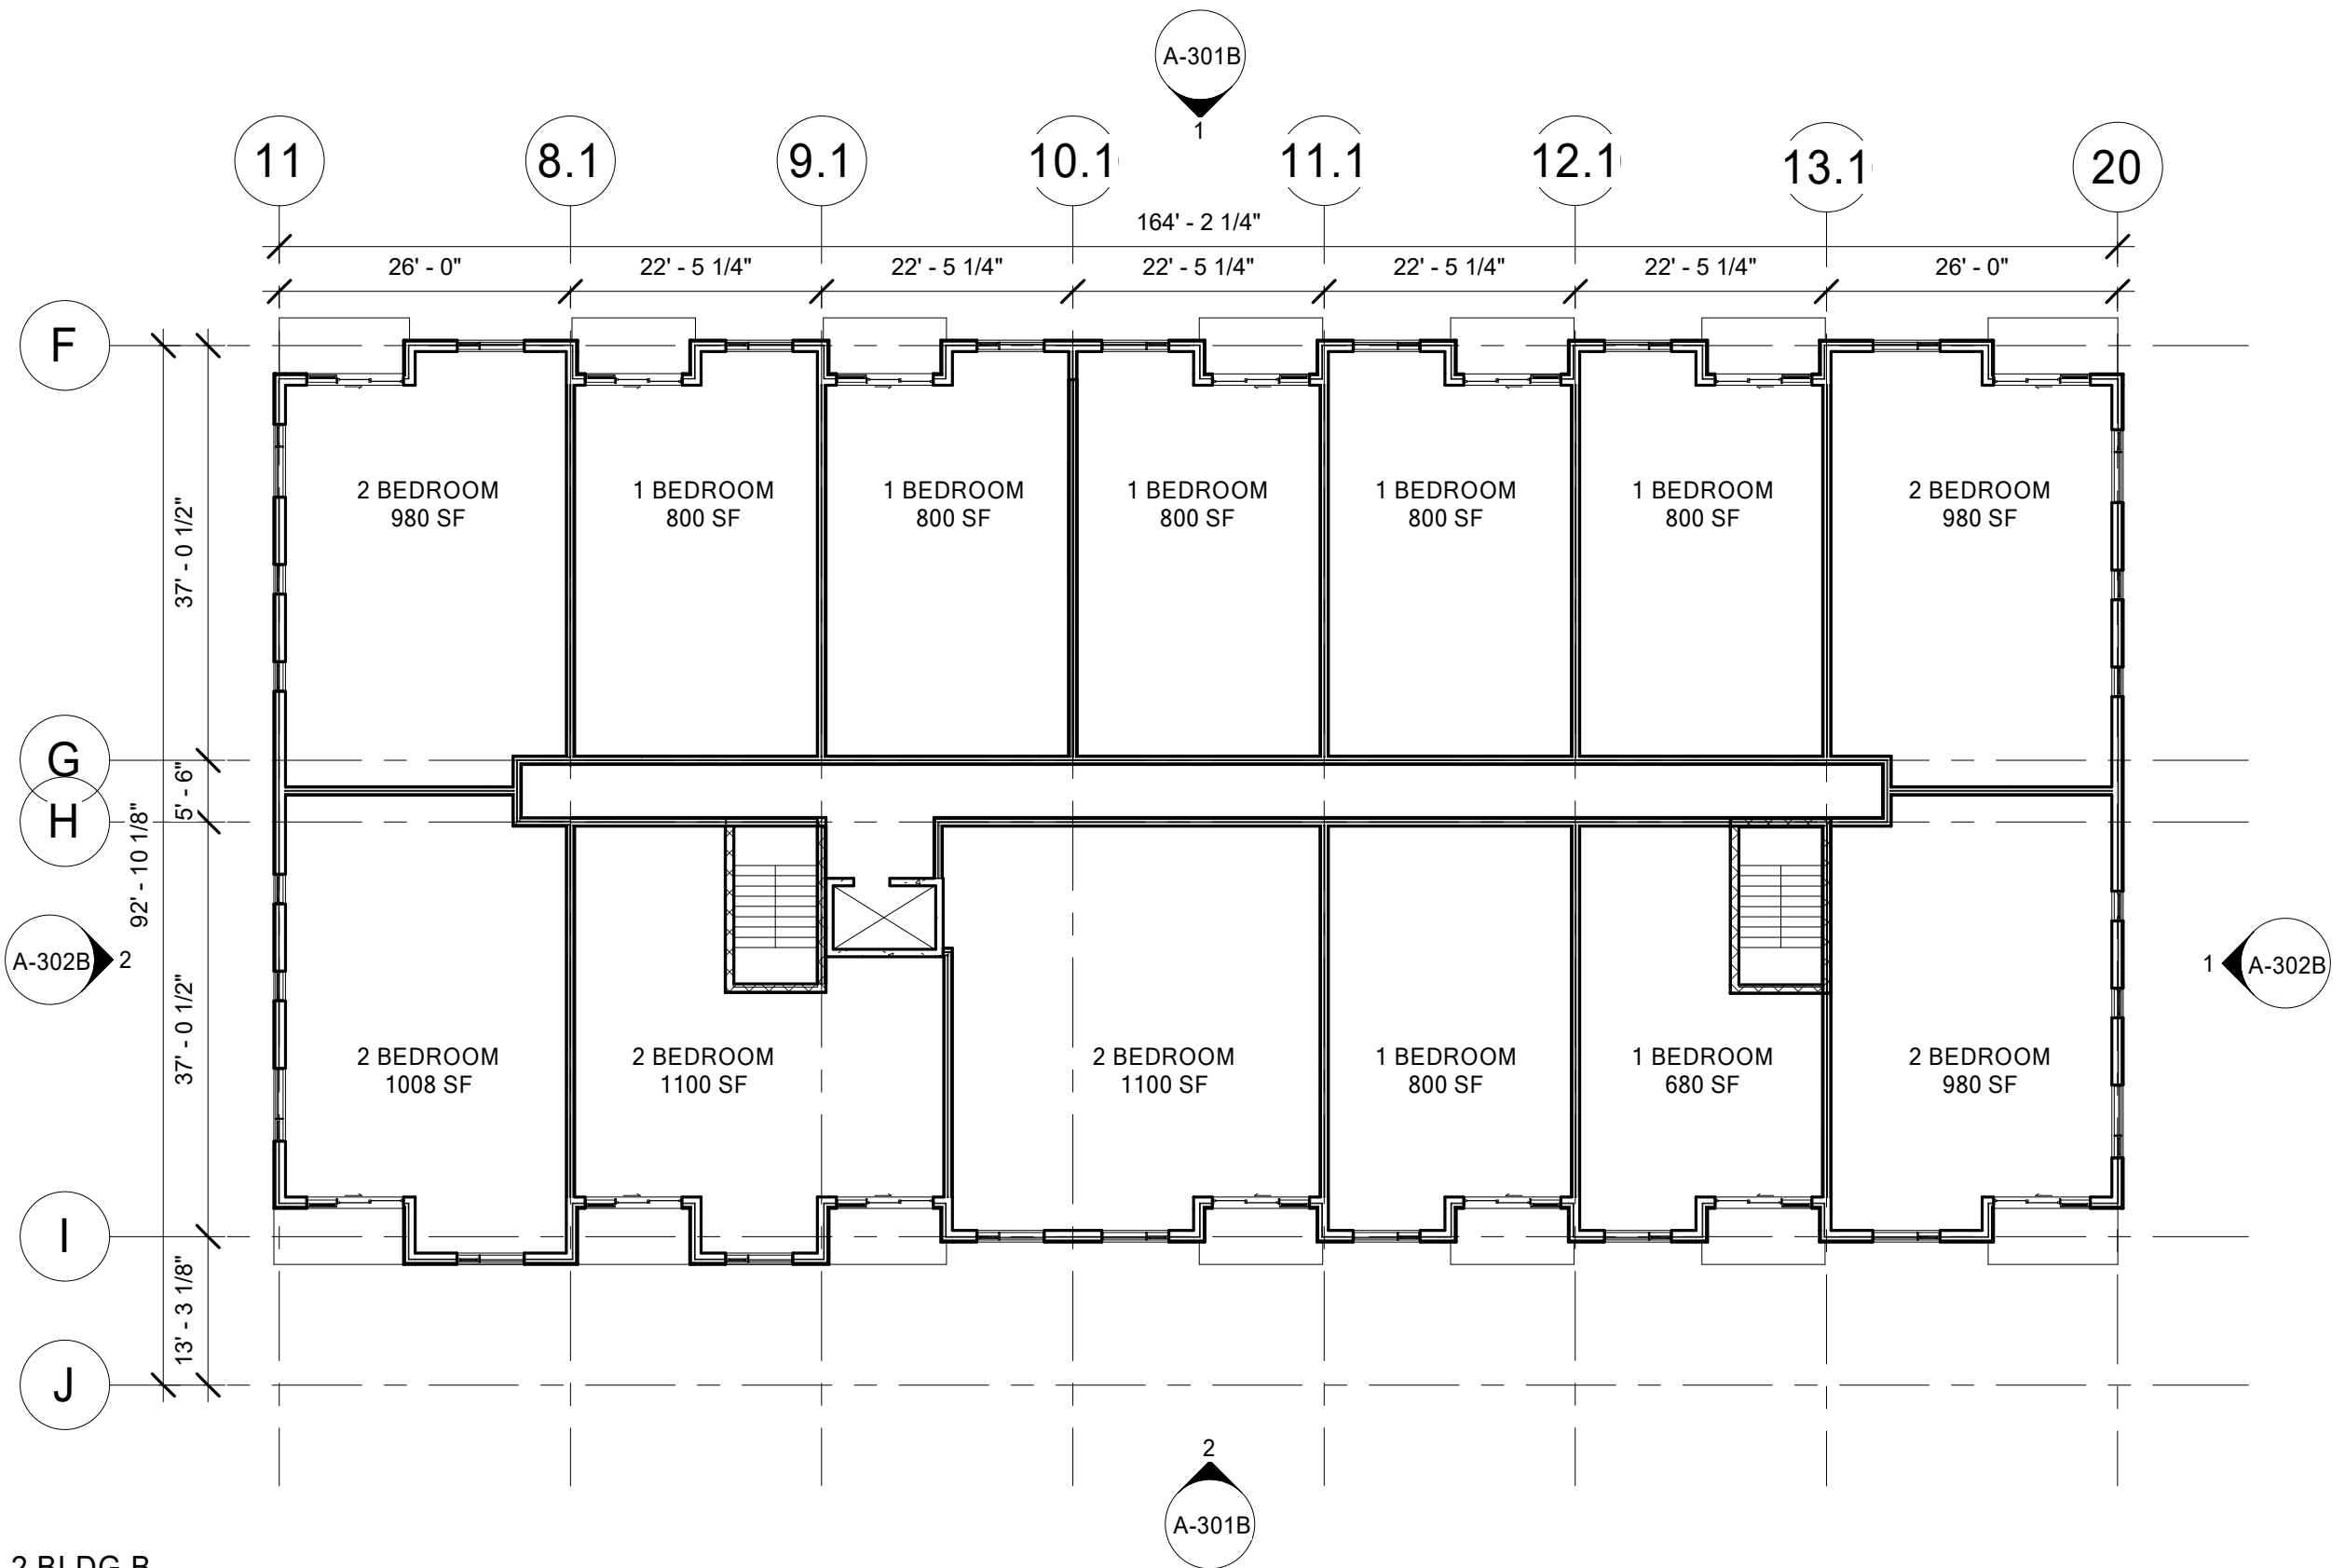 A-301B
1
11 8.1 9.1 10.1 11.1 12.1 13.1 20
164' - 2 1/4"
26' - 0" 22' - 5 1/4" 22' - 5 1/4" 22' - 5 1/4" 22' - 5 1/4" 22' - 5 1/4" 26' - 0"
F
37' - 0 1/2"
2 BEDROOM
980 SF
1 BEDROOM
800 SF
1 BEDROOM
800 SF
1 BEDROOM
800 SF
1 BEDROOM
800 SF
1 BEDROOM
800 SF
2 BEDROOM
980 SF
G
5' - 6"
H
92' - 10 1/8"
A-302B 2
1 A-302B
37' - 0 1/2"
2 BEDROOM
1008 SF
2 BEDROOM
1100 SF
2 BEDROOM
1100 SF
1 BEDROOM
800 SF
1 BEDROOM
680 SF
2 BEDROOM
980 SF
I
13' - 3 1/8"
J
2
A-301B
2 BLDG B